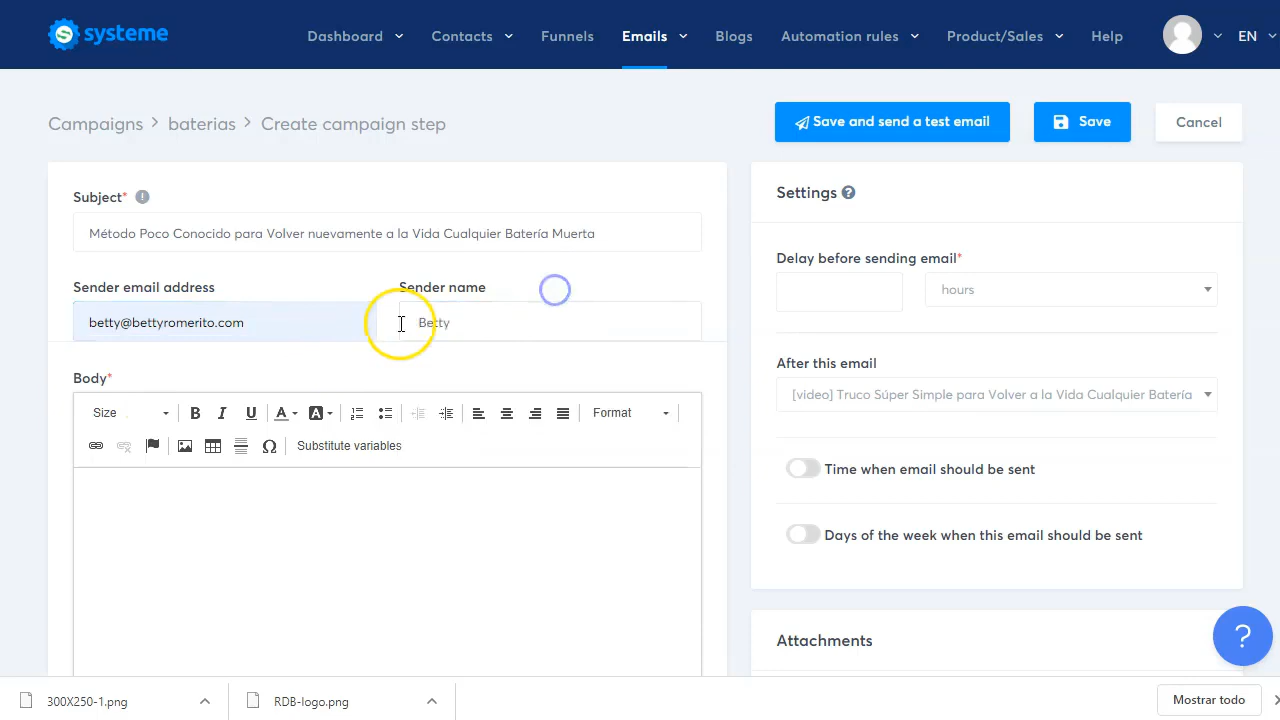 systeme
Dashboard Contacts Funnels Emails Blogs Automation rules Product/Sales Help EN
Campaigns > baterias > Create campaign step
Save and send a test email Save Cancel
Subject*
Método Poco Conocido para Volver nuevamente a la Vida Cualquier Batería Muerta
Sender email address Sender name
betty@bettyromerito.com Betty
Body*
Size B I U A A Format
Substitute variables
Settings
Delay before sending email*
hours
After this email
[video] Truco Súper Simple para Volver a la Vida Cualquier Batería
Time when email should be sent
Days of the week when this email should be sent
Attachments
?
300X250-1.png RDB-logo.png Mostrar todo